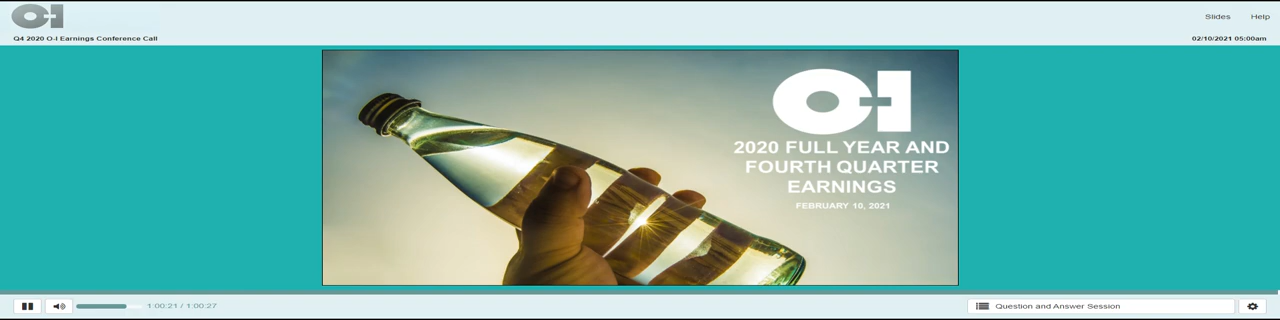 O-I
Slides Help
Q4 2020 O-I Earnings Conference Call
02/10/2021 05:00am
O-I
2020 FULL YEAR AND
FOURTH QUARTER
EARNINGS
FEBRUARY 10, 2021
1:00:21 / 1:00:27
Question and Answer Session